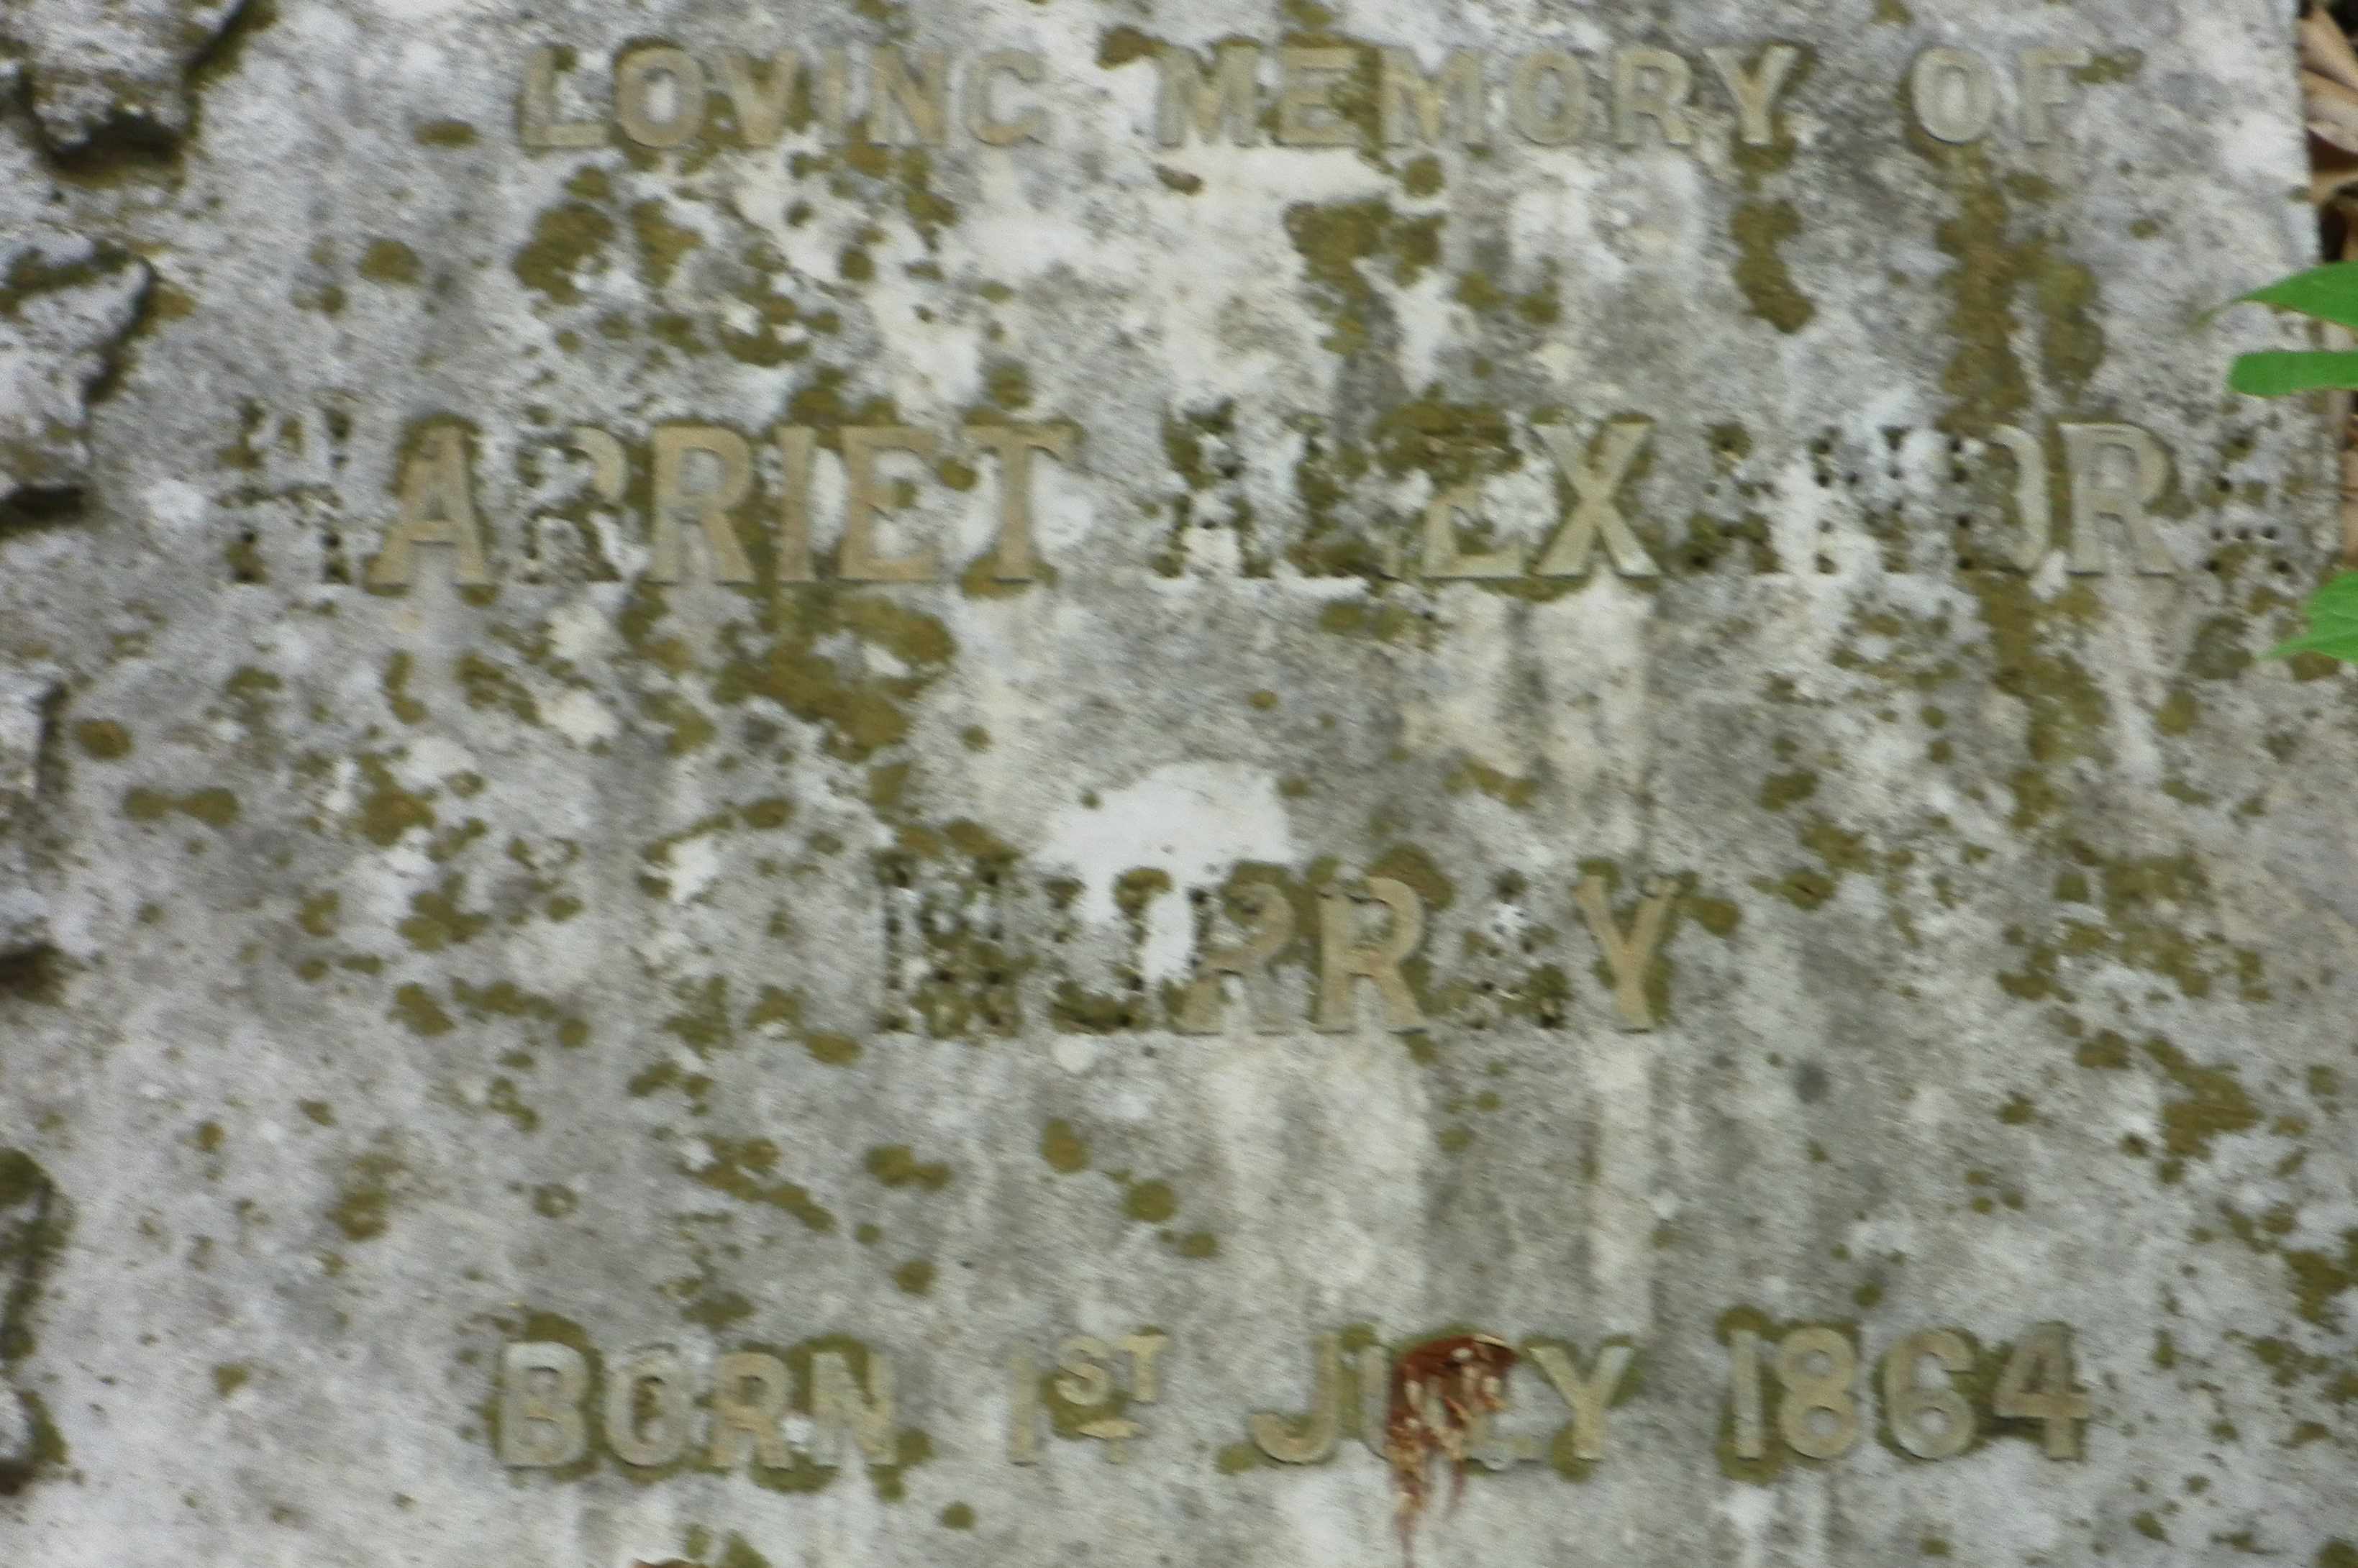 LOVING MEMORY OF
HARRIET ALEXANDRA
MURRAY
BORN 1ST JULY 1864